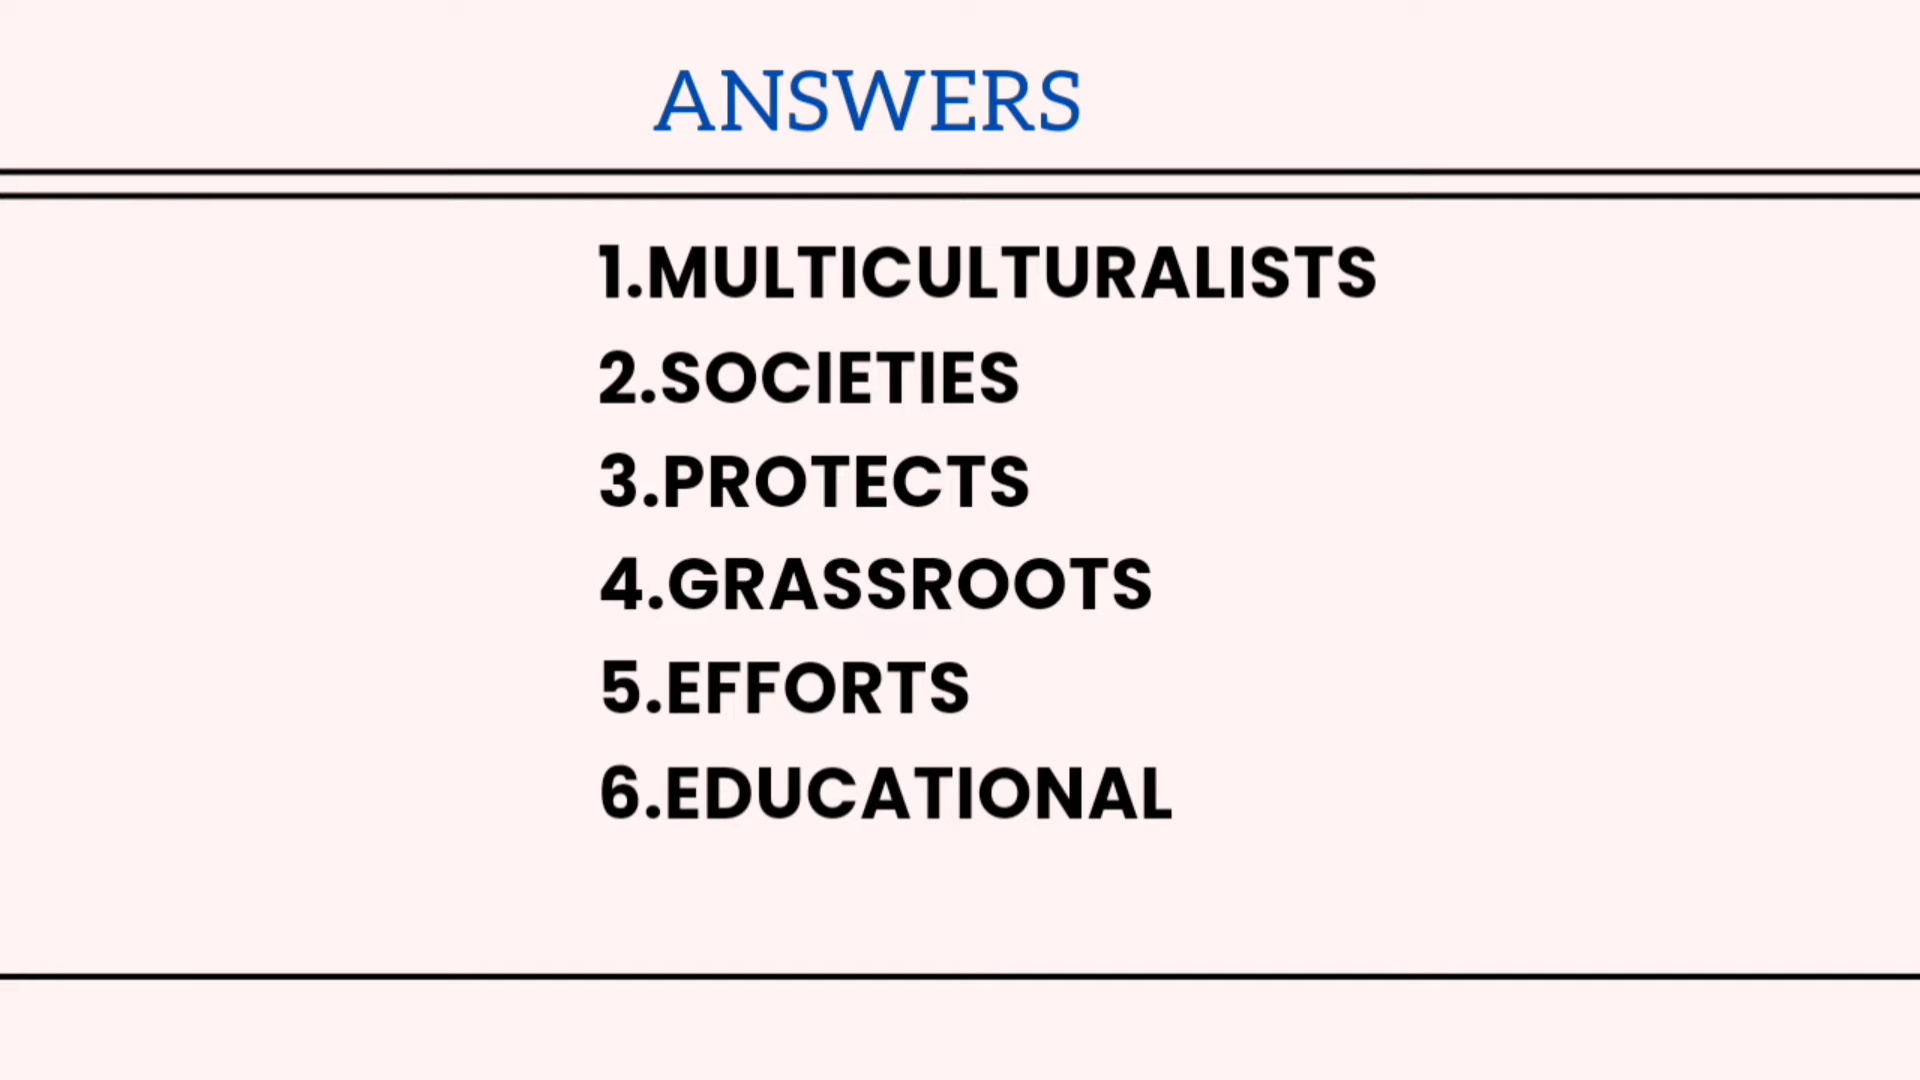 ANSWERS
1.MULTICULTURALISTS
2.SOCIETIES
3.PROTECTS
4.GRASSROOTS
5.EFFORTS
6.EDUCATIONAL